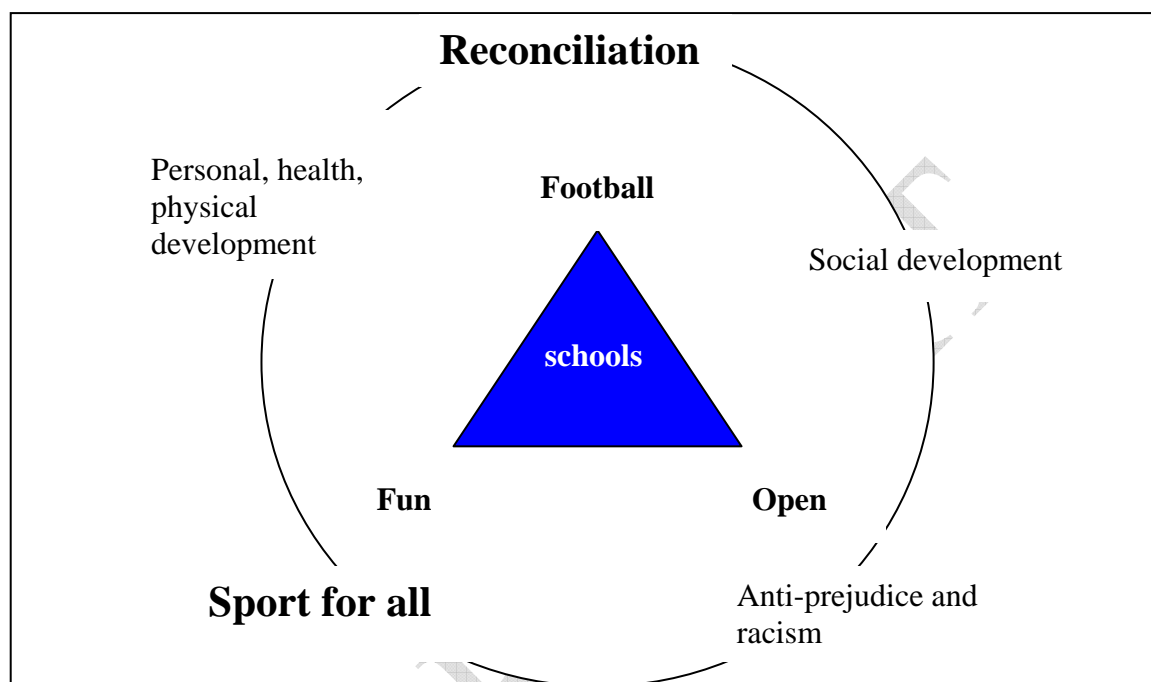 Reconciliation
Personal, health,
physical
development
Football
Social development
schools
Fun
Open
Sport for all
Anti-prejudice and
racism